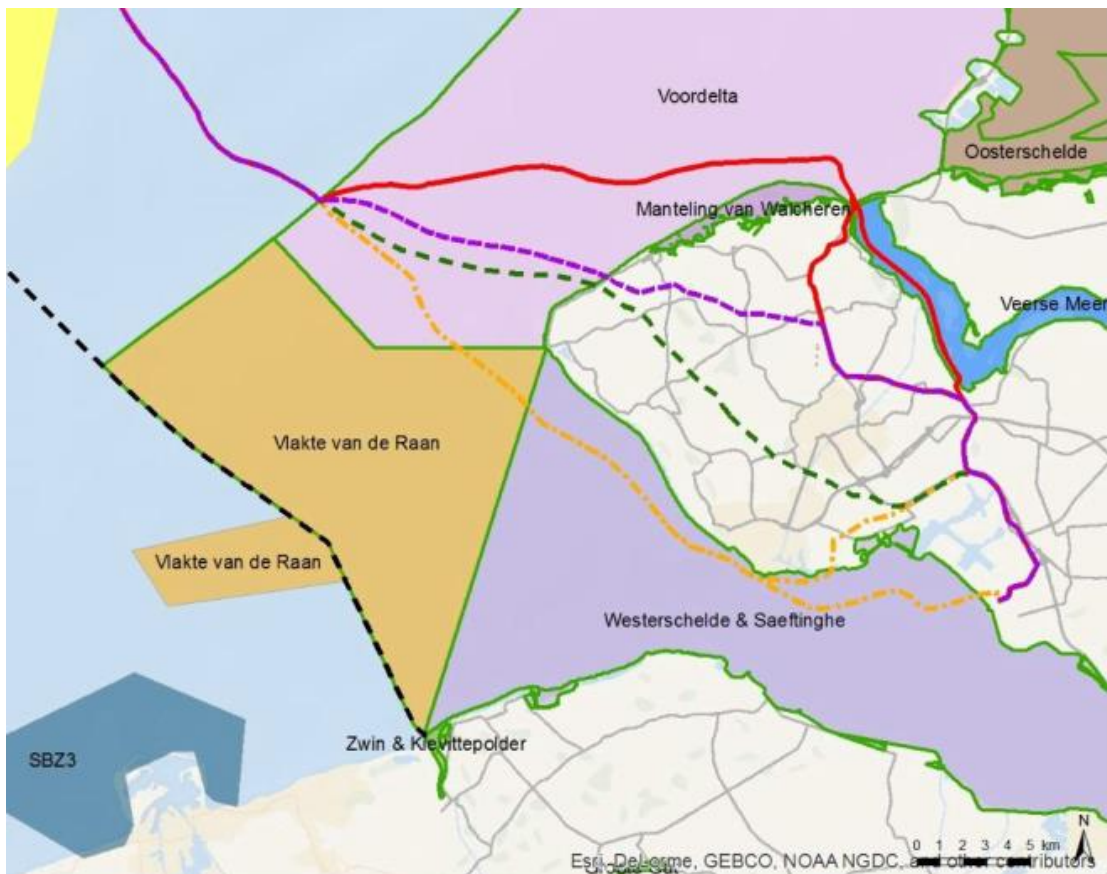 Voordelta
Oosterschelde
Manteling van Walcheren
Veerse Meer
Vlakte van de Raan
Vlakte van de Raan
Westerschelde & Saeftinghe
Zwin & Kievittepolder
SBZ3
N
0 1 2 3 4 5 km
Esri, DeLorme, GEBCO, NOAA NGDC, and other contributors